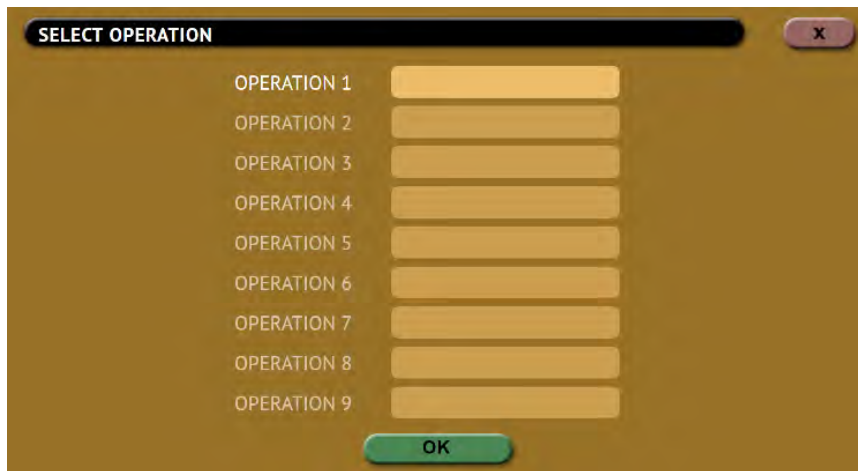 SELECT OPERATION
X
OPERATION 1
OPERATION 2
OPERATION 3
OPERATION 4
OPERATION 5
OPERATION 6
OPERATION 7
OPERATION 8
OPERATION 9
OK